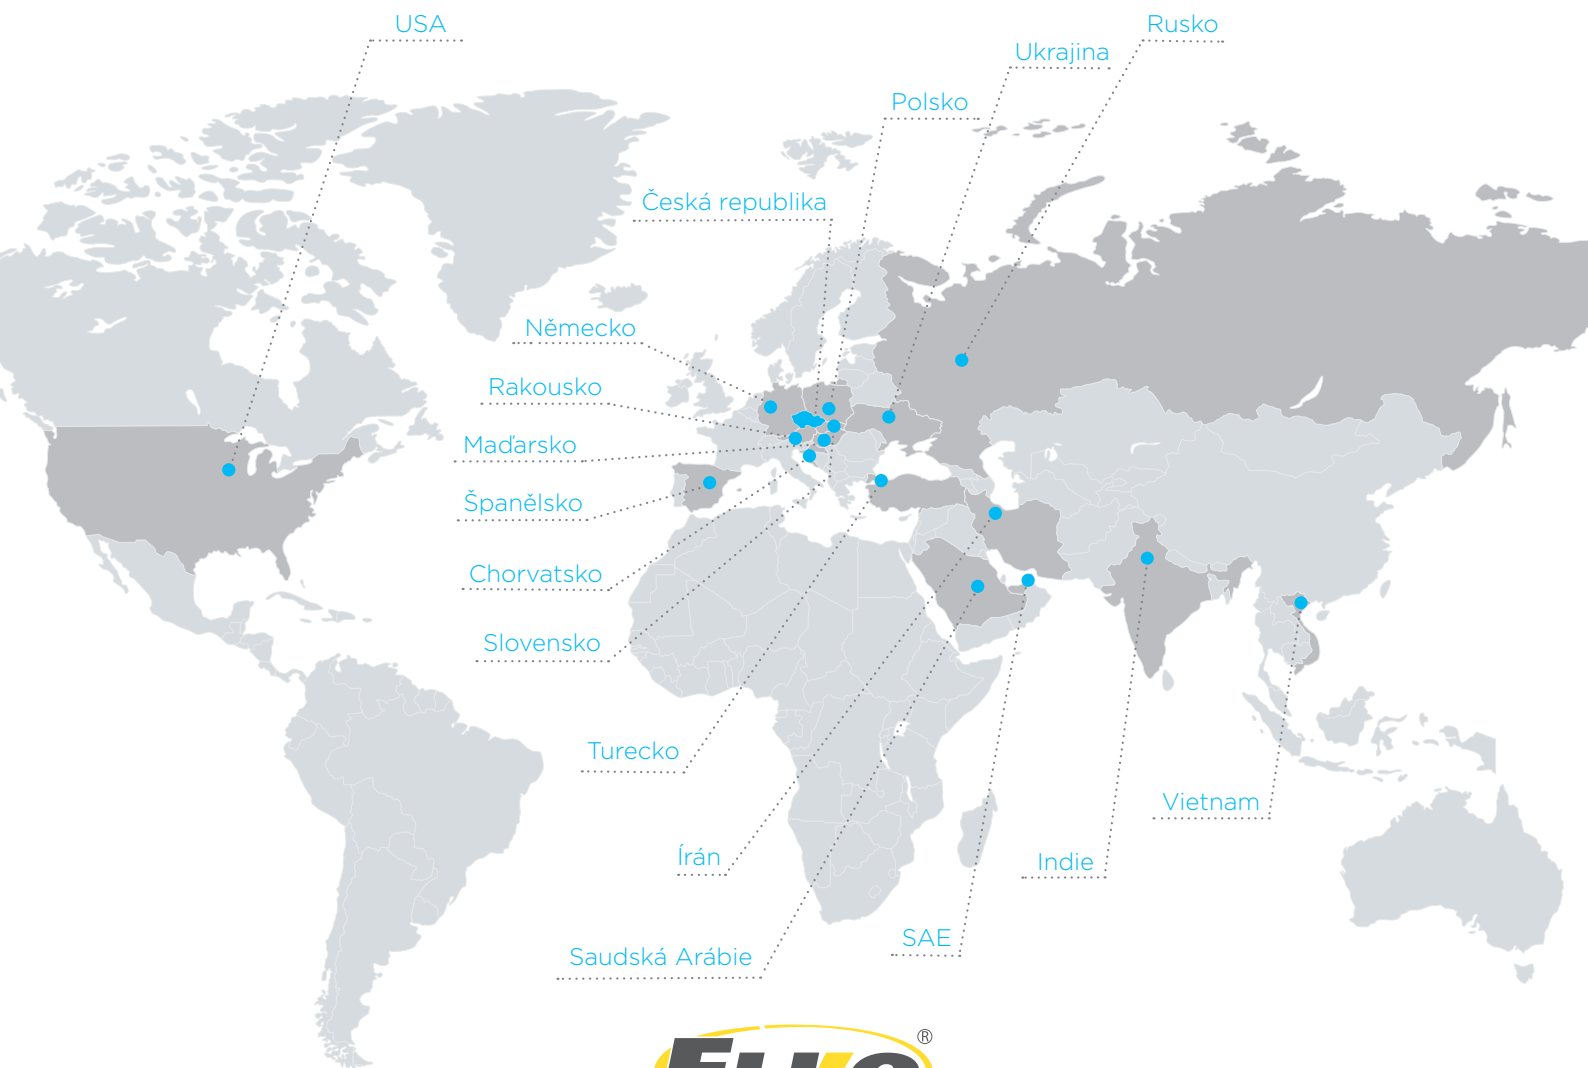 USA
Rusko
Ukrajina
Polsko
Česká republika
Německo
Rakousko
Maďarsko
Španělsko
Chorvatsko
Slovensko
Turecko
Vietnam
Írán
Indie
SAE
Saudská Arábie
®